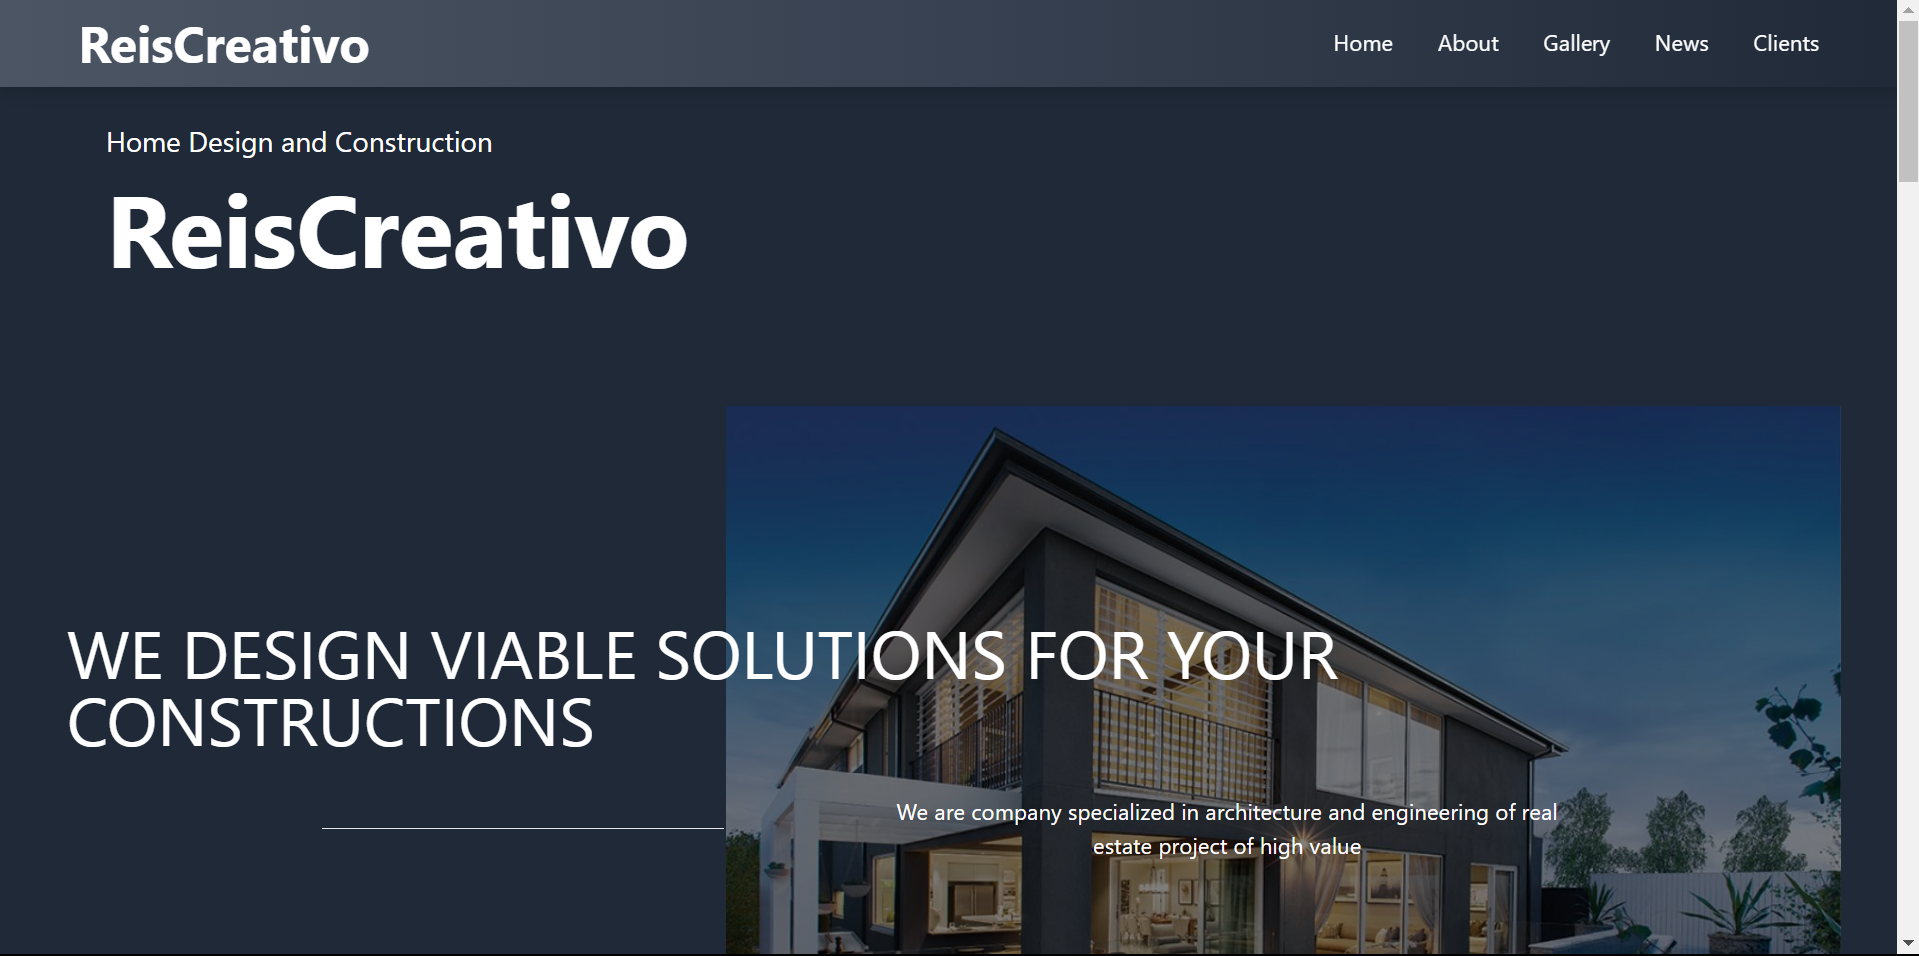 ReisCreativo
Home About Gallery News Clients
Home Design and Construction
ReisCreativo
WE DESIGN VIABLE SOLUTIONS FOR YOUR
CONSTRUCTIONS
We are company specialized in architecture and engineering of real
estate project of high value